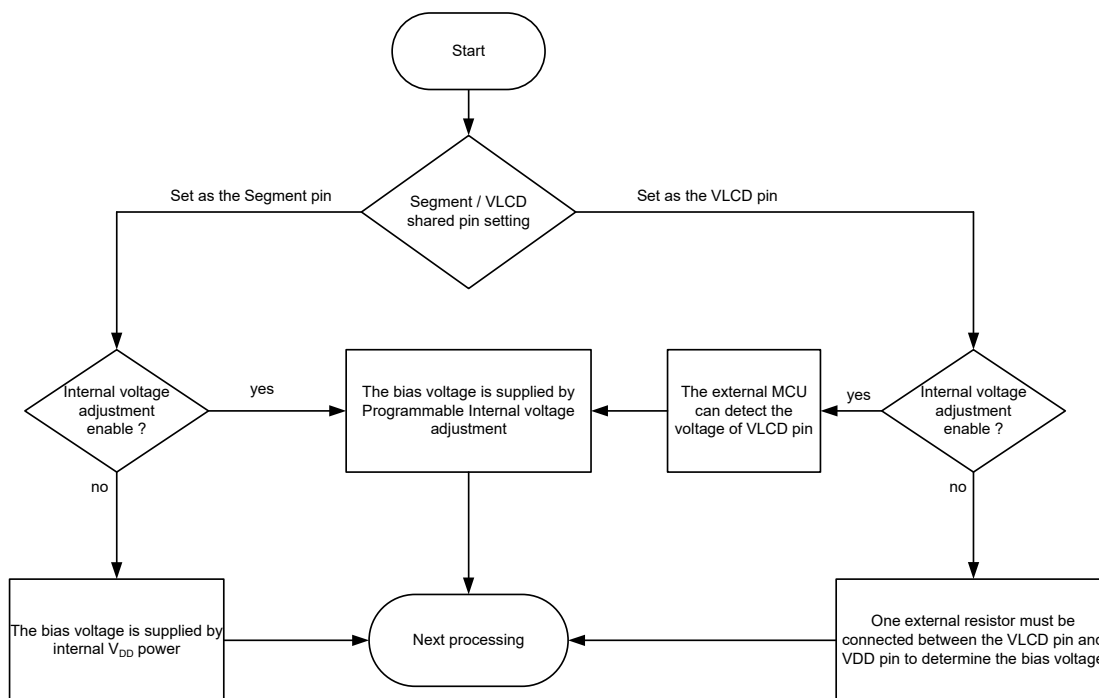 Start
Set as the Segment pin
Segment / VLCD
shared pin setting
Set as the VLCD pin
Internal voltage
adjustment
enable ?
yes
The bias voltage is supplied by
Programmable Internal voltage
adjustment
The external MCU
can detect the
voltage of VLCD pin
yes
Internal voltage
adjustment
enable ?
no
no
The bias voltage is supplied by
internal VDD power
Next processing
One external resistor must be
connected between the VLCD pin and
VDD pin to determine the bias voltage